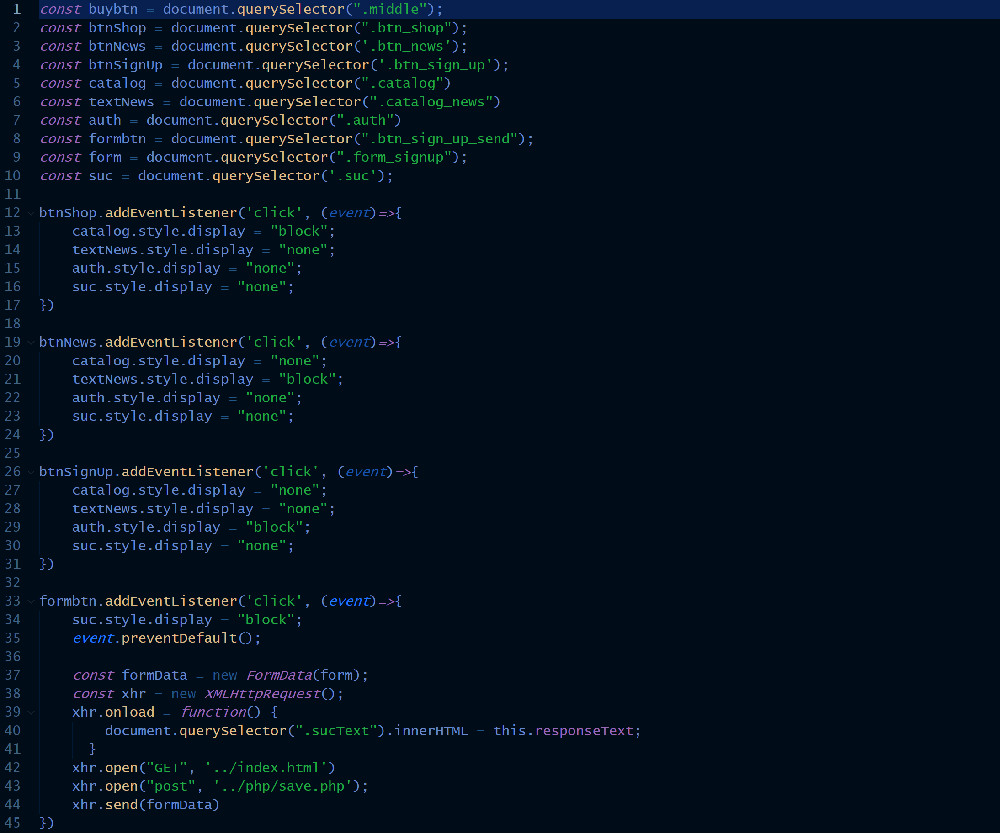 1 const buybtn = document.querySelector(".middle");
2 const btnShop = document.querySelector(".btn_shop");
3 const btnNews = document.querySelector('.btn_news');
4 const btnSignUp = document.querySelector('.btn_sign_up');
5 const catalog = document.querySelector(".catalog")
6 const textNews = document.querySelector(".catalog_news")
7 const auth = document.querySelector(".auth")
8 const formbtn = document.querySelector(".btn_sign_up_send");
9 const form = document.querySelector(".form_signup");
10 const suc = document.querySelector('.suc');
11
12 btnShop.addEventListener('click', (event)=>{
13     catalog.style.display = "block";
14     textNews.style.display = "none";
15     auth.style.display = "none";
16     suc.style.display = "none";
17 })
18
19 btnNews.addEventListener('click', (event)=>{
20     catalog.style.display = "none";
21     textNews.style.display = "block";
22     auth.style.display = "none";
23     suc.style.display = "none";
24 })
25
26 btnSignUp.addEventListener('click', (event)=>{
27     catalog.style.display = "none";
28     textNews.style.display = "none";
29     auth.style.display = "block";
30     suc.style.display = "none";
31 })
32
33 formbtn.addEventListener('click', (event)=>{
34     suc.style.display = "block";
35     event.preventDefault();
36
37     const formData = new FormData(form);
38     const xhr = new XMLHttpRequest();
39     xhr.onload = function() {
40         document.querySelector(".sucText").innerHTML = this.responseText;
41       }
42     xhr.open("GET", '../index.html')
43     xhr.open("post", '../php/save.php');
44     xhr.send(formData)
45 })